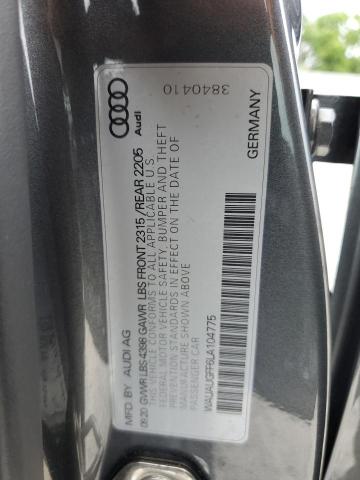 Audi
3840410
MFD. BY AUDI AG
09.20 GVWR LBS 4398 GAWR LBS FRONT 2315 / REAR 2205
THIS VEHICLE CONFORMS TO ALL APPLICABLE U.S.
FEDERAL MOTOR VEHICLE SAFETY, BUMPER AND THEFT
PREVENTION STANDARDS IN EFFECT ON THE DATE OF
MANUFACTURE SHOWN ABOVE
PASSENGER CAR
WAUAUGFF6LA104775
GERMANY